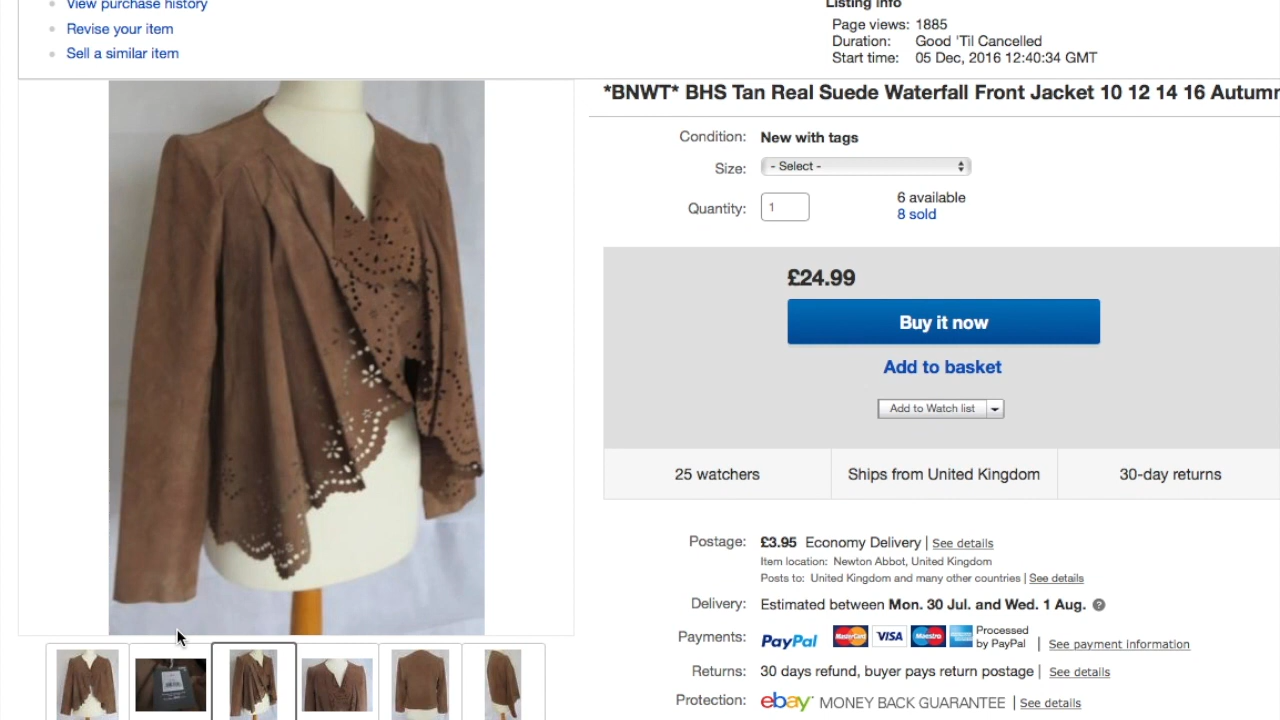 View purchase history
Revise your item
Sell a similar item
Listing info
Page views: 1885
Duration: Good 'Til Cancelled
Start time: 05 Dec, 2016 12:40:34 GMT
*BNWT* BHS Tan Real Suede Waterfall Front Jacket 10 12 14 16 Autumn
Condition: New with tags
Size: - Select -
Quantity: 1
6 available
8 sold
£24.99
Buy it now
Add to basket
Add to Watch list
25 watchers
Ships from United Kingdom
30-day returns
Postage: £3.95 Economy Delivery | See details
Item location: Newton Abbot, United Kingdom
Posts to: United Kingdom and many other countries | See details
Delivery: Estimated between Mon. 30 Jul. and Wed. 1 Aug. ?
Payments: PayPal MasterCard VISA Maestro Processed by PayPal | See payment information
Returns: 30 days refund, buyer pays return postage | See details
Protection: ebay MONEY BACK GUARANTEE | See details